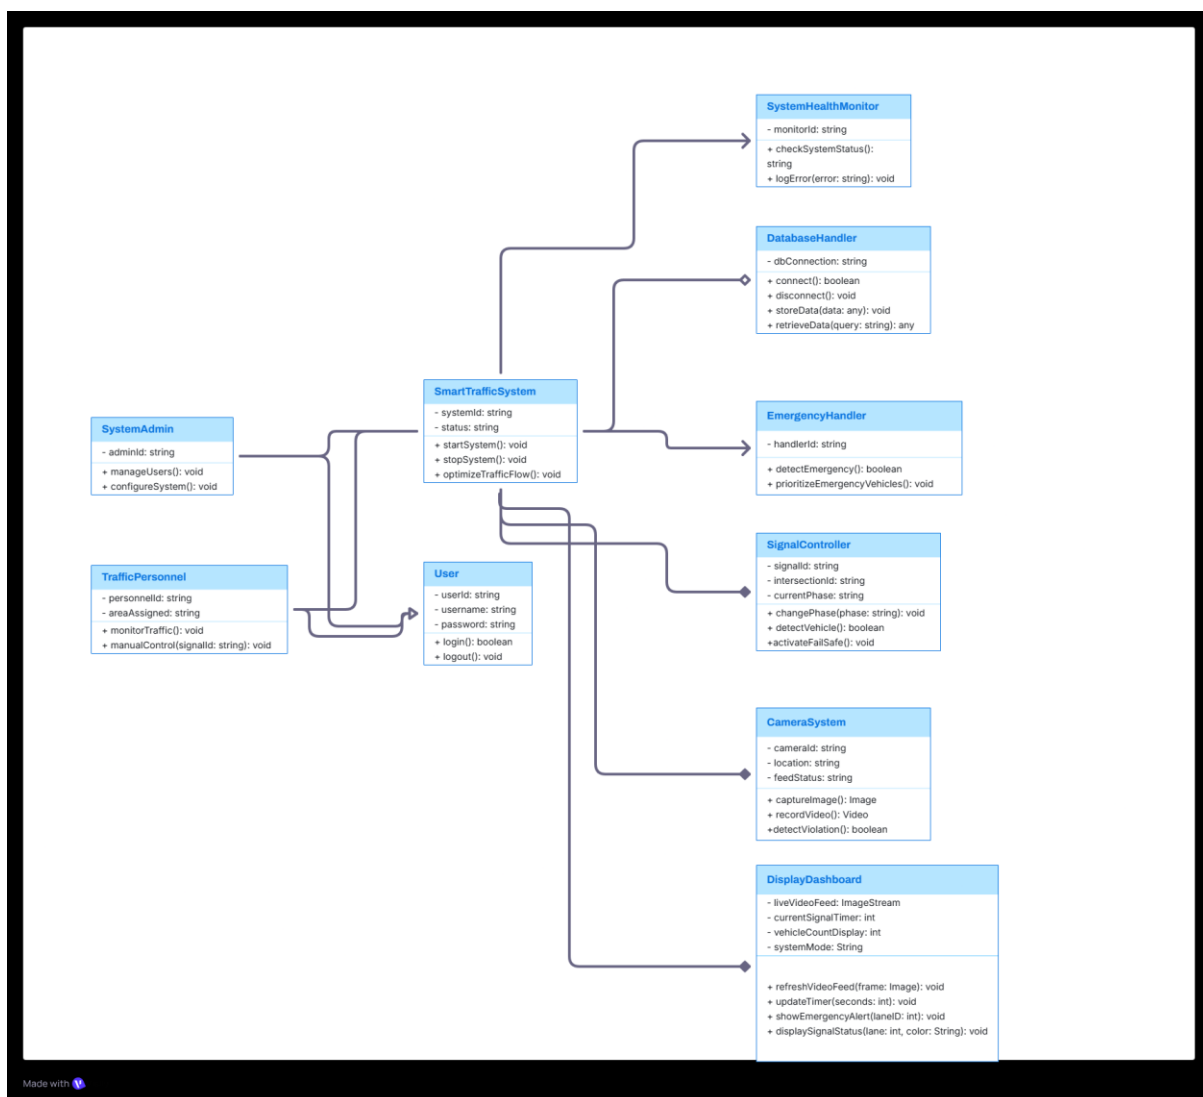 SystemHealthMonitor
- monitorId: string
+ checkSystemStatus():
string
+ logError(error: string): void
DatabaseHandler
- dbConnection: string
+ connect(): boolean
+ disconnect(): void
+ storeData(data: any): void
+ retrieveData(query: string): any
SmartTrafficSystem
- systemId: string
- status: string
+ startSystem(): void
+ stopSystem(): void
+ optimizeTrafficFlow(): void
EmergencyHandler
- handlerId: string
+ detectEmergency(): boolean
+ prioritizeEmergencyVehicles(): void
SystemAdmin
- adminId: string
+ manageUsers(): void
+ configureSystem(): void
SignalController
- signalId: string
- intersectionId: string
- currentPhase: string
+ changePhase(phase: string): void
+ detectVehicle(): boolean
+activateFailSafe(): void
TrafficPersonnel
- personnelId: string
- areaAssigned: string
+ monitorTraffic(): void
+ manualControl(signalId: string): void
User
- userId: string
- username: string
- password: string
+ login(): boolean
+ logout(): void
CameraSystem
- cameraId: string
- location: string
- feedStatus: string
+ captureImage(): Image
+ recordVideo(): Video
+detectViolation(): boolean
DisplayDashboard
- liveVideoFeed: ImageStream
- currentSignalTimer: int
- vehicleCountDisplay: int
- systemMode: String
+ refreshVideoFeed(frame: Image): void
+ updateTimer(seconds: int): void
+ showEmergencyAlert(laneID: int): void
+ displaySignalStatus(lane: int, color: String): void
Made with